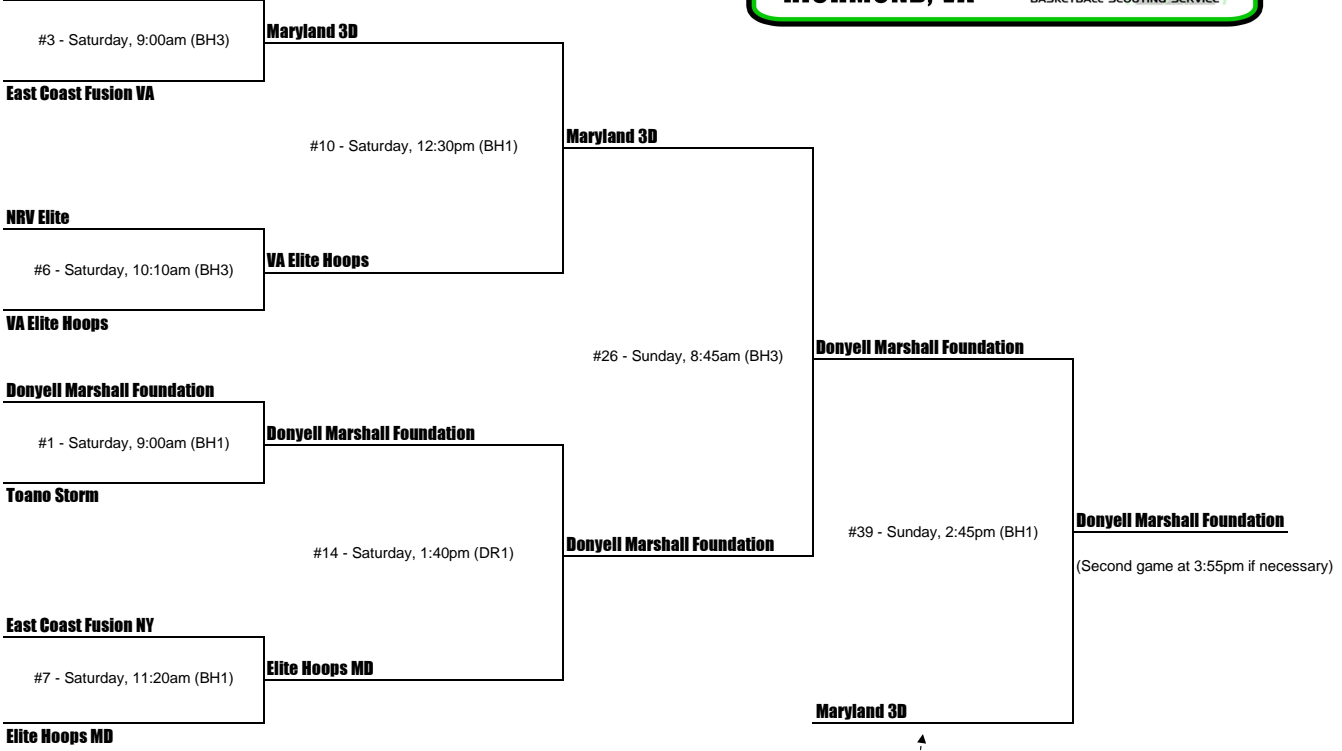 #3 - Saturday, 9:00am (BH3)
Maryland 3D
East Coast Fusion VA
#10 - Saturday, 12:30pm (BH1)
Maryland 3D
NRV Elite
#6 - Saturday, 10:10am (BH3)
VA Elite Hoops
VA Elite Hoops
#26 - Sunday, 8:45am (BH3)
Donyell Marshall Foundation
Donyell Marshall Foundation
#1 - Saturday, 9:00am (BH1)
Donyell Marshall Foundation
Toano Storm
#14 - Saturday, 1:40pm (DR1)
Donyell Marshall Foundation
#39 - Sunday, 2:45pm (BH1)
Donyell Marshall Foundation
(Second game at 3:55pm if necessary)
East Coast Fusion NY
#7 - Saturday, 11:20am (BH1)
Elite Hoops MD
Elite Hoops MD
Maryland 3D